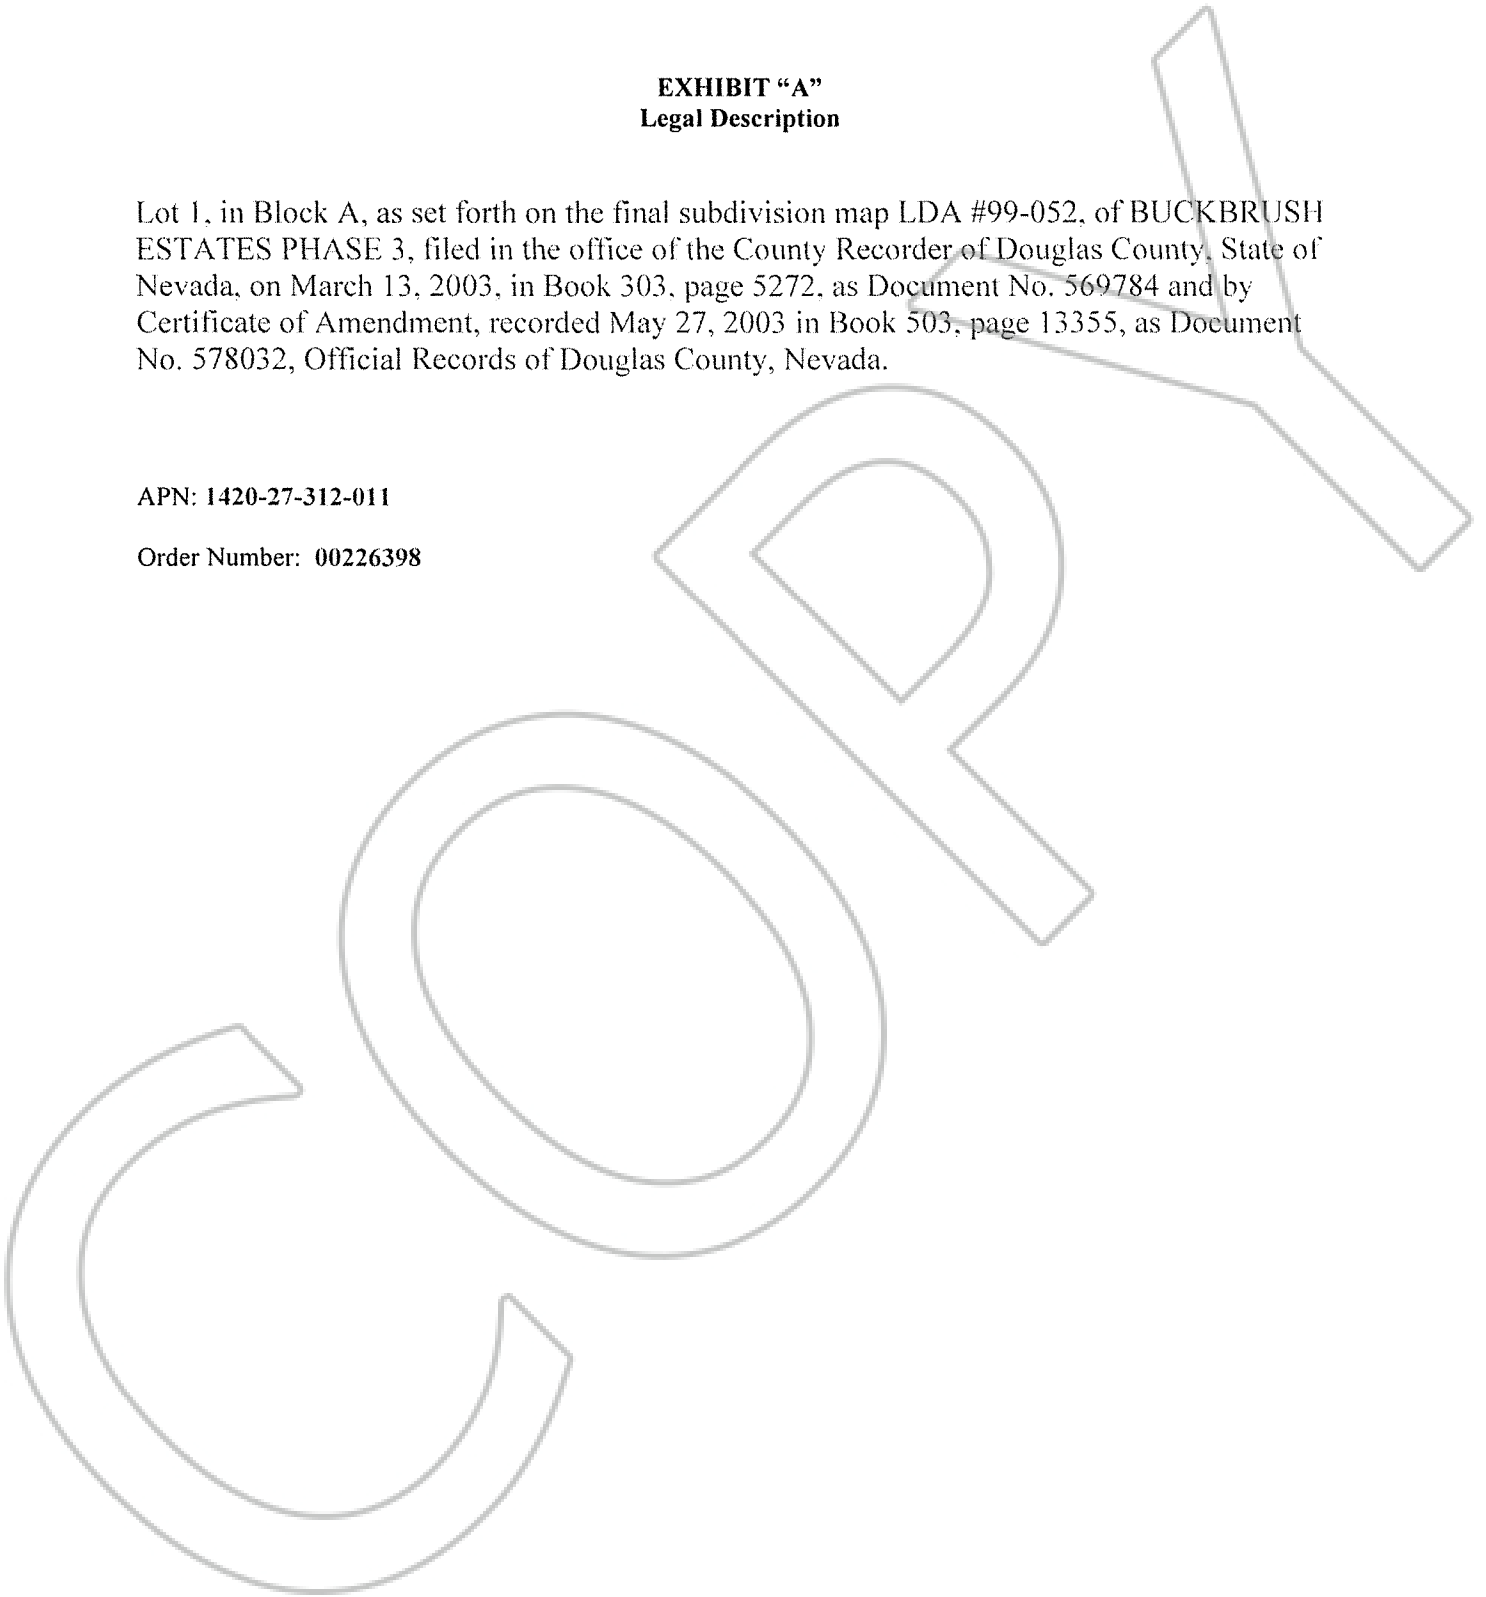 EXHIBIT “A”
Legal Description
Lot 1, in Block A, as set forth on the final subdivision map LDA #99-052, of BUCKBRUSH
ESTATES PHASE 3, filed in the office of the County Recorder of Douglas County, State of
Nevada, on March 13, 2003, in Book 303, page 5272, as Document No. 569784 and by
Certificate of Amendment, recorded May 27, 2003 in Book 503, page 13355, as Document
No. 578032, Official Records of Douglas County, Nevada.
APN: 1420-27-312-011
Order Number: 00226398
COPY